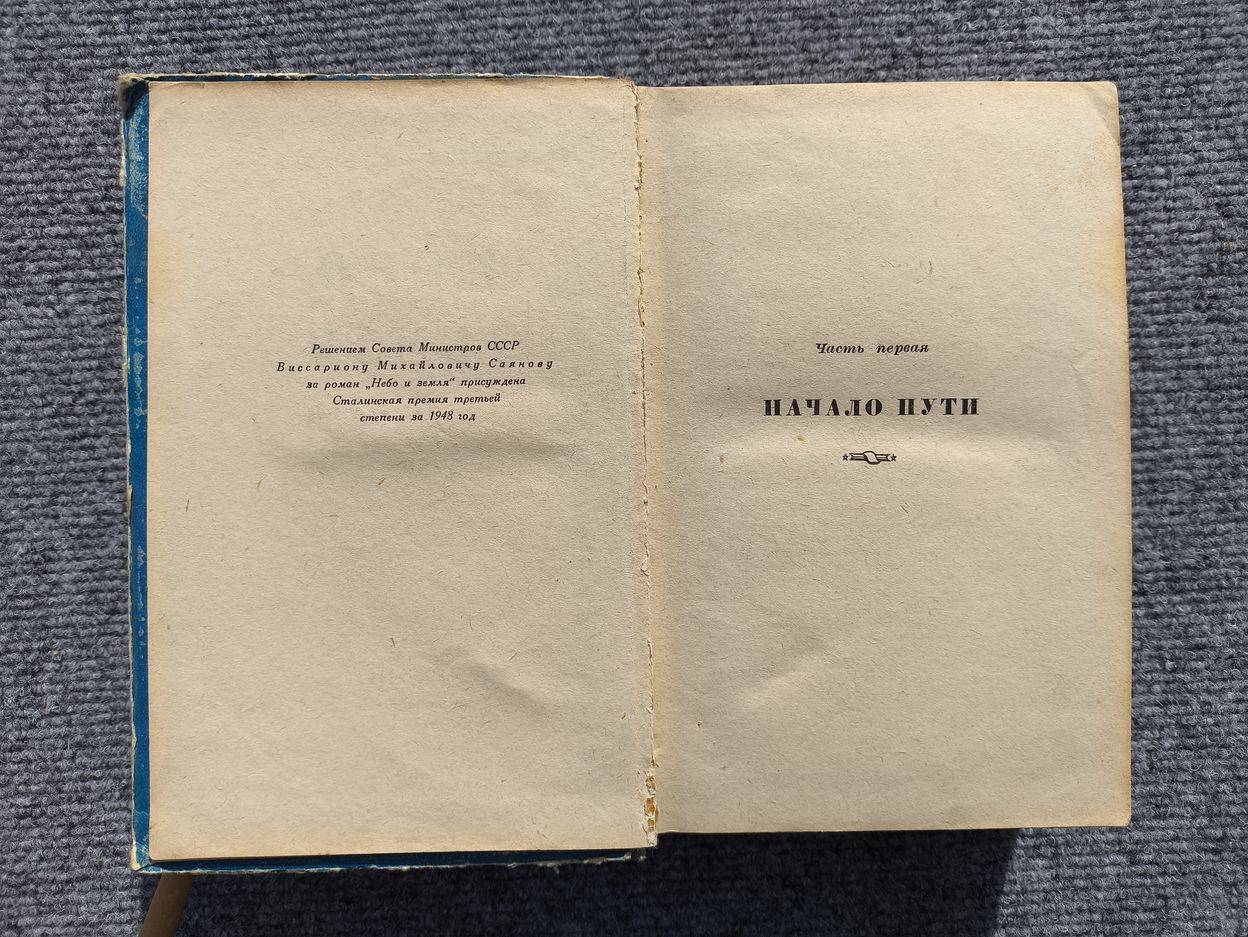 Решением Совета Министров СССР
Виссариону Михайловичу Саянову
за роман „Небо и земля“ присуждена
Сталинская премия третьей
степени за 1948 год
Часть первая
НАЧАЛО ПУТИ